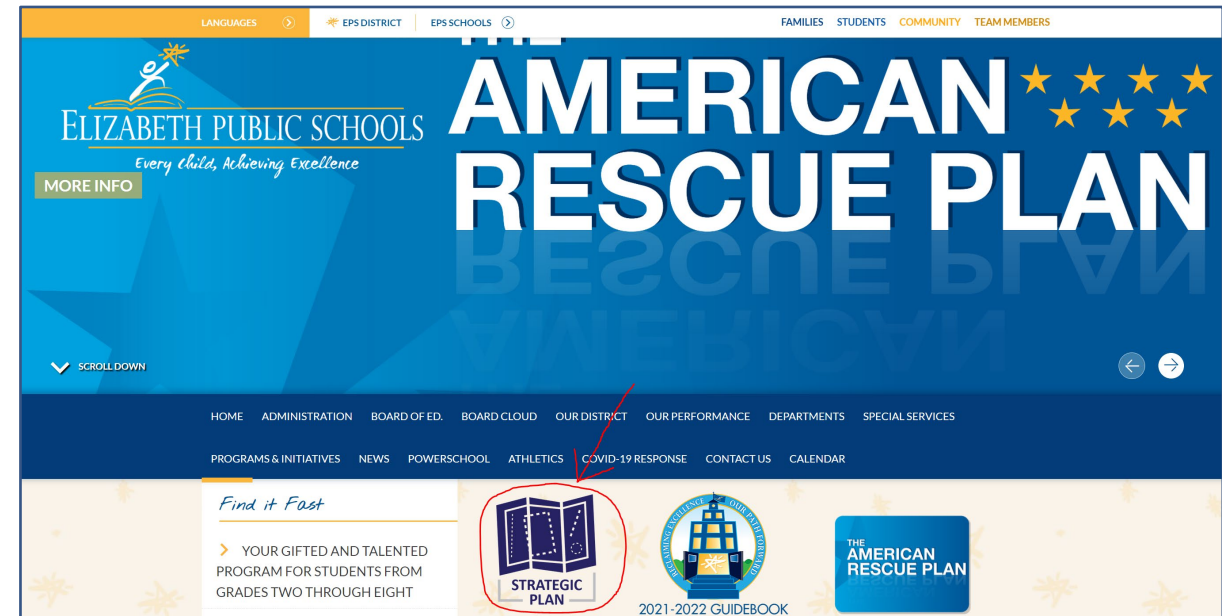 LANGUAGES
EPS DISTRICT
EPS SCHOOLS
FAMILIES STUDENTS COMMUNITY TEAM MEMBERS
THE
AMERICAN
RESCUE PLAN
ELIZABETH PUBLIC SCHOOLS
Every Child, Achieving Excellence
MORE INFO
RESCUE PLAN
AMERICAN
SCROLL DOWN
HOME ADMINISTRATION BOARD OF ED. BOARD CLOUD OUR DISTRICT OUR PERFORMANCE DEPARTMENTS SPECIAL SERVICES
PROGRAMS & INITIATIVES NEWS POWERSCHOOL ATHLETICS COVID-19 RESPONSE CONTACT US CALENDAR
Find it Fast
YOUR GIFTED AND TALENTED
PROGRAM FOR STUDENTS FROM
GRADES TWO THROUGH EIGHT
STRATEGIC
PLAN
RECLAIMING EXCELLENCE OUR PATH FORWARD
2021-2022 GUIDEBOOK
THE
AMERICAN
RESCUE PLAN